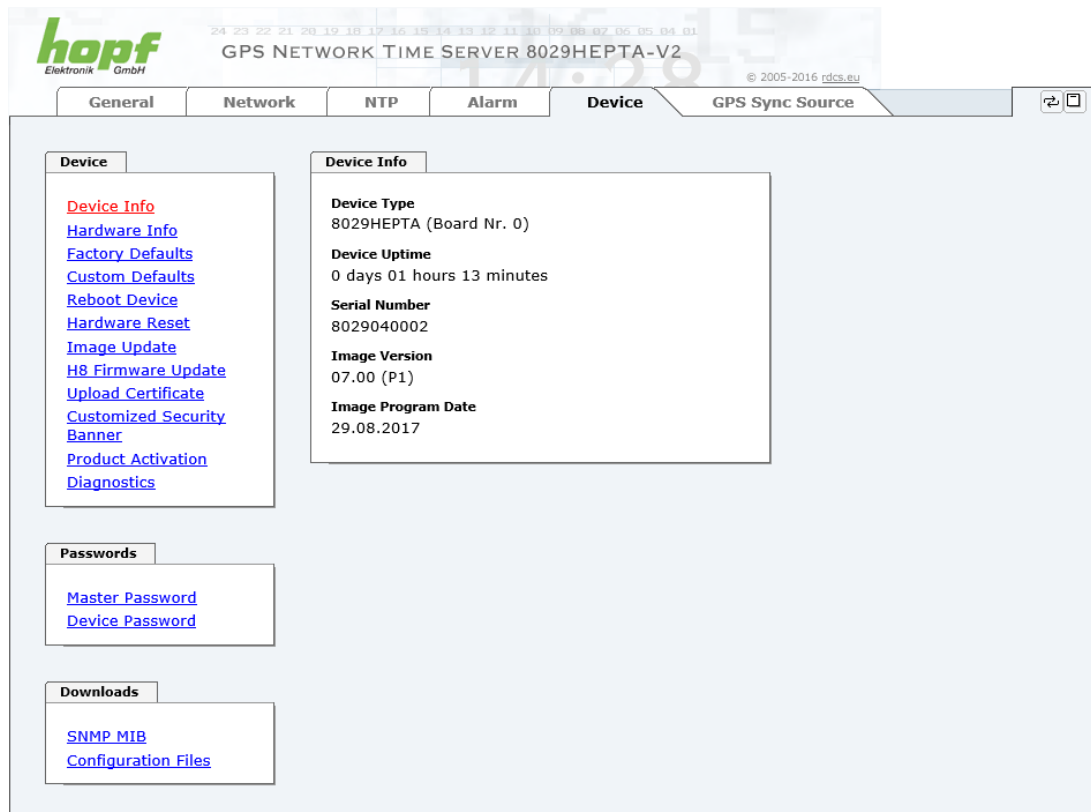 hopf
Elektronik GmbH
24 23 22 21 20 19 18 17 16 15 14 13 12 11 10 09 08 07 06 05 04 03
GPS NETWORK TIME SERVER 8029HEPTA-V2
14:28
© 2005-2016 rdcs.eu
General Network NTP Alarm Device GPS Sync Source
Device
Device Info
Hardware Info
Factory Defaults
Custom Defaults
Reboot Device
Hardware Reset
Image Update
H8 Firmware Update
Upload Certificate
Customized Security
Banner
Product Activation
Diagnostics
Passwords
Master Password
Device Password
Downloads
SNMP MIB
Configuration Files
Device Info
Device Type
8029HEPTA (Board Nr. 0)
Device Uptime
0 days 01 hours 13 minutes
Serial Number
8029040002
Image Version
07.00 (P1)
Image Program Date
29.08.2017